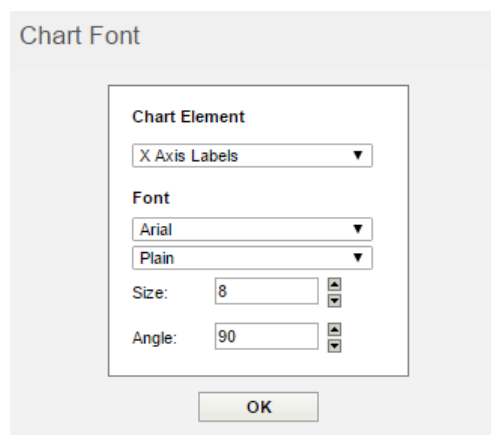 Chart Font
Chart Element
X Axis Labels
Font
Arial
Plain
Size: 8
Angle: 90
OK